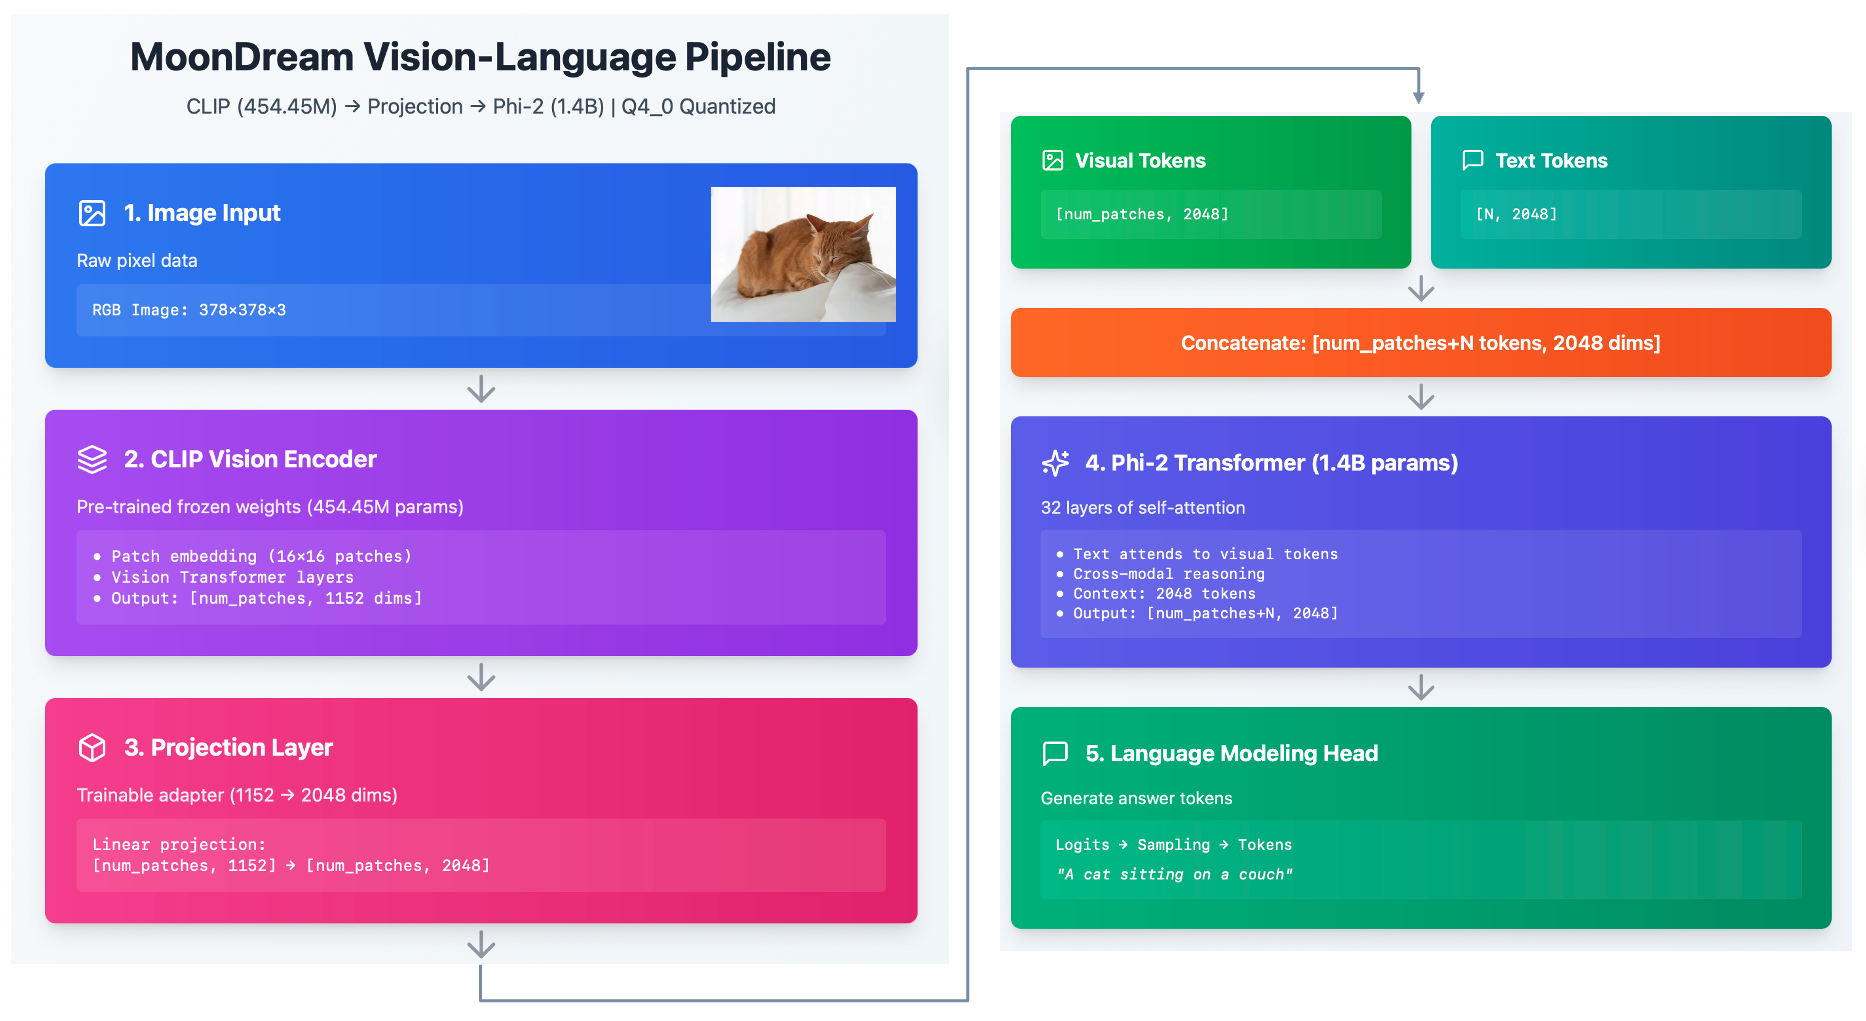 MoonDream Vision-Language Pipeline
CLIP (454.45M) → Projection → Phi-2 (1.4B) | Q4_0 Quantized
1. Image Input
Raw pixel data
RGB Image: 378×378×3
2. CLIP Vision Encoder
Pre-trained frozen weights (454.45M params)
● Patch embedding (16×16 patches)
● Vision Transformer layers
● Output: [num_patches, 1152 dims]
3. Projection Layer
Trainable adapter (1152 → 2048 dims)
Linear projection:
[num_patches, 1152] → [num_patches, 2048]
Visual Tokens
[num_patches, 2048]
Text Tokens
[N, 2048]
Concatenate: [num_patches+N tokens, 2048 dims]
4. Phi-2 Transformer (1.4B params)
32 layers of self-attention
● Text attends to visual tokens
● Cross-modal reasoning
● Context: 2048 tokens
● Output: [num_patches+N, 2048]
5. Language Modeling Head
Generate answer tokens
Logits → Sampling → Tokens
"A cat sitting on a couch"